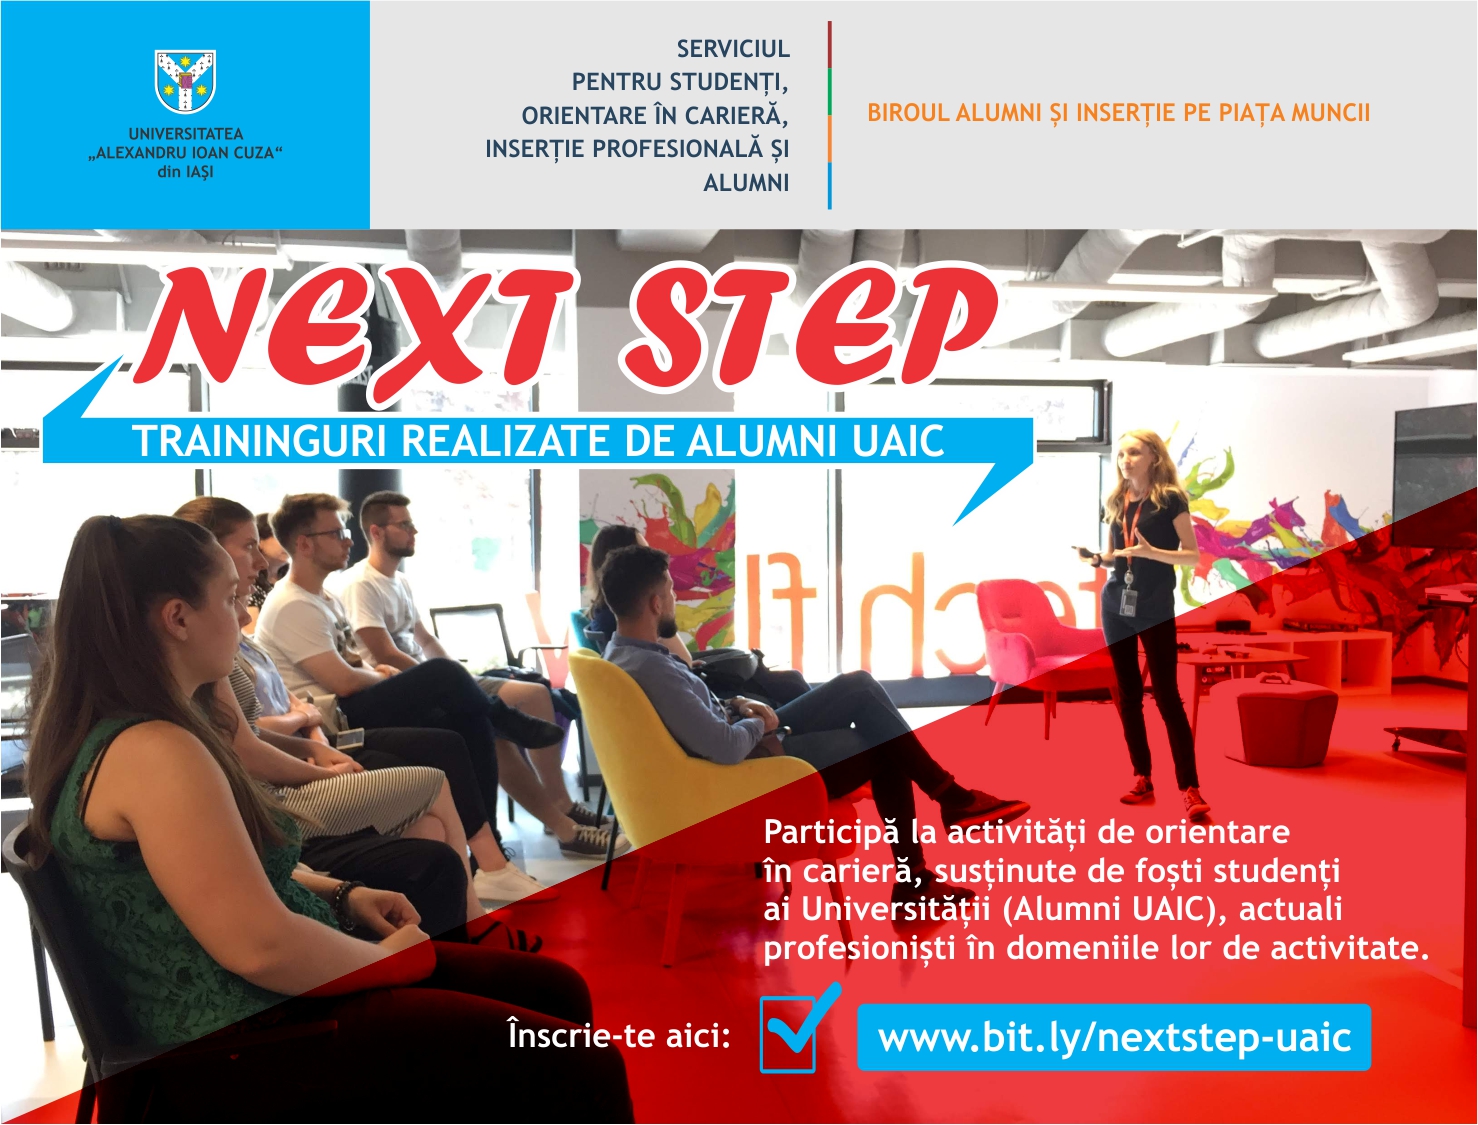 UNIVERSITATEA
„ALEXANDRU IOAN CUZA“
din IAȘI
SERVICIUL
PENTRU STUDENȚI,
ORIENTARE ÎN CARIERĂ,
INSERȚIE PROFESIONALĂ ȘI
ALUMNI
BIROUL ALUMNI ȘI INSERȚIE PE PIAȚA MUNCII
NEXT STEP
TRAININGURI REALIZATE DE ALUMNI UAIC
Participă la activități de orientare
în carieră, susținute de foști studenți
ai Universității (Alumni UAIC), actuali
profesioniști în domeniile lor de activitate.
Înscrie-te aici:
www.bit.ly/nextstep-uaic